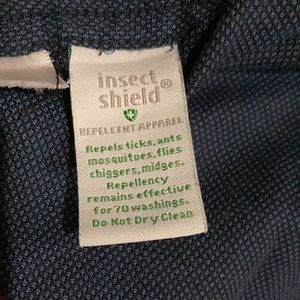 insect
shield®
REPELLENT APPAREL
Repels ticks,ants
mosquitoes,flies
chiggers,midges.
Repellency
remains effective
for 70 washings.
Do Not Dry Clean